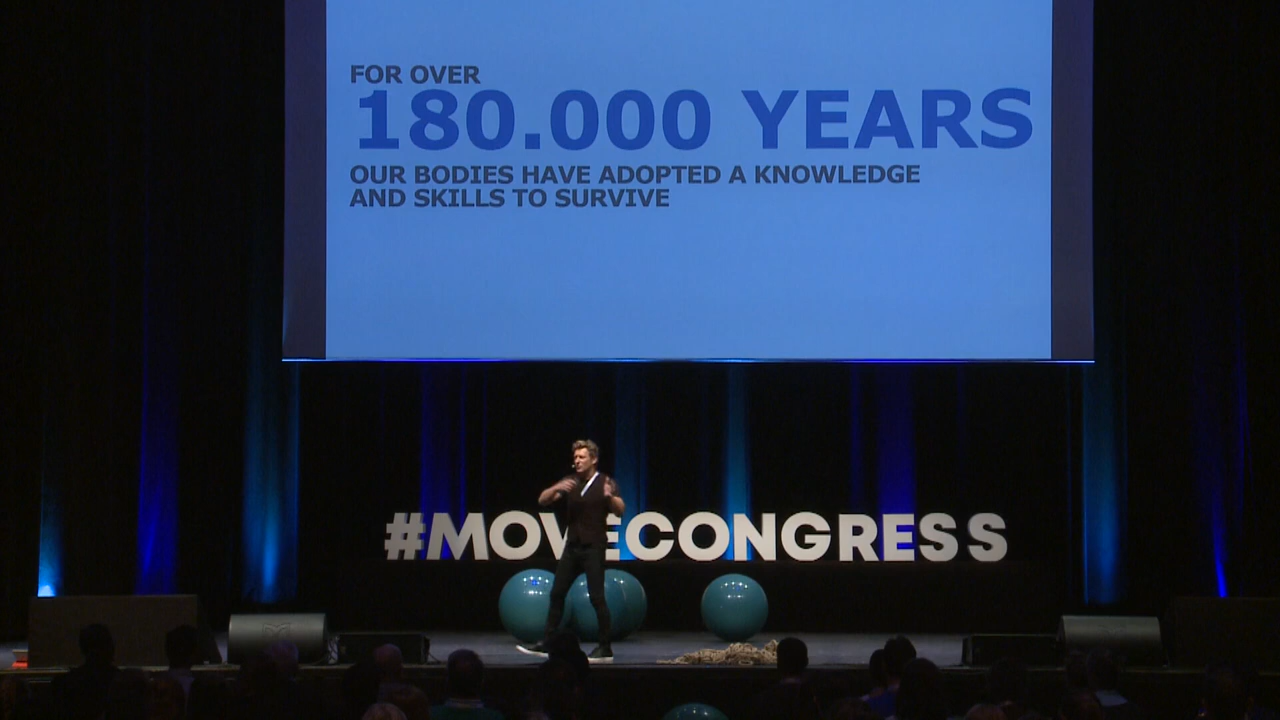 FOR OVER
180.000 YEARS
OUR BODIES HAVE ADOPTED A KNOWLEDGE
AND SKILLS TO SURVIVE
#MOVECONGRESS